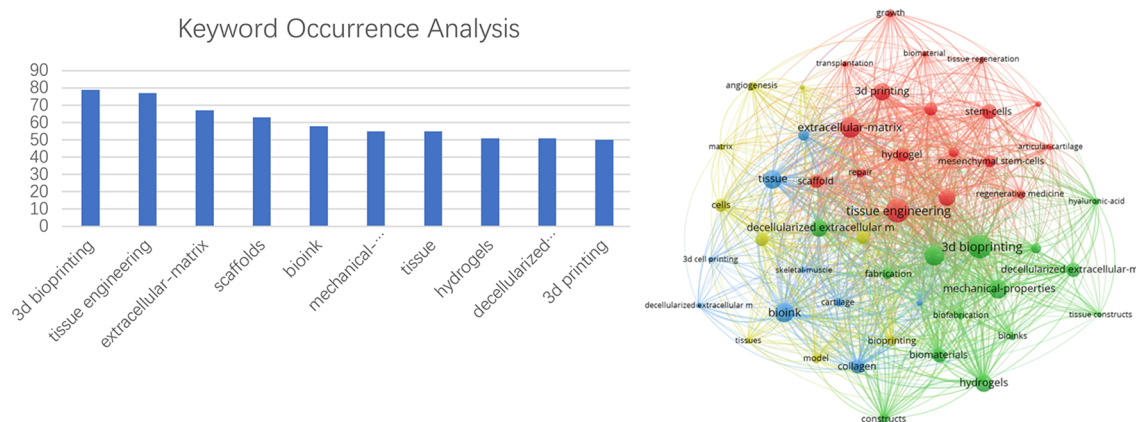 Keyword Occurrence Analysis
90
80
70
60
50
40
30
20
10
0
3d bioprinting
tissue engineering
extracellular-matrix
scaffolds
bioink
mechanical-...
tissue
hydrogels
decellularized...
3d printing
growth
biomaterial
tissue regeneration
transplantation
angiogenesis
3d printing
stem-cells
extracellular-matrix
matrix
articular-cartilage
hydrogel
mesenchymal stem-cells
repair
tissue
scaffold
regenerative medicine
hyaluronic-acid
cells
tissue engineering
decellularized extracellular m
3d bioprinting
3d cell printing
skeletal-muscle
fabrication
decellularized extracellular-m
mechanical-properties
decellularized extracellular m
cartilage
bioink
biofabrication
tissue constructs
tissues
bioprinting
bioinks
model
biomaterials
collagen
hydrogels
constructs